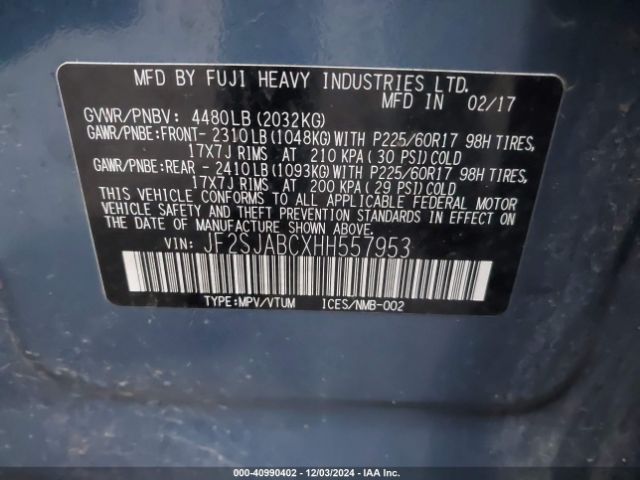 MFD BY FUJI HEAVY INDUSTRIES LTD.
MFD IN 02/17
GVWR/PNBV: 4480LB(2032KG)
GAWR/PNBE:FRONT- 2310LB(1048KG)WITH P225/60R17 98H TIRES,
17X7J RIMS AT 210 KPA(30 PSI)COLD
GAWR/PNBE:REAR - 2410LB(1093KG)WITH P225/60R17 98H TIRES,
17X7J RIMS AT 200 KPA(29 PSI)COLD
THIS VEHICLE CONFORMS TO ALL APPLICABLE FEDERAL MOTOR
VEHICLE SAFETY AND THEFT PREVENTION STANDARDS IN EFFECT ON
THE DATE OF MANUFACTURE SHOWN ABOVE.
VIN: JF2SJABCXHH557953
TYPE:MPV/VTUM ICES/NMB-002
000-40990402 - 12/03/2024 - IAA Inc.